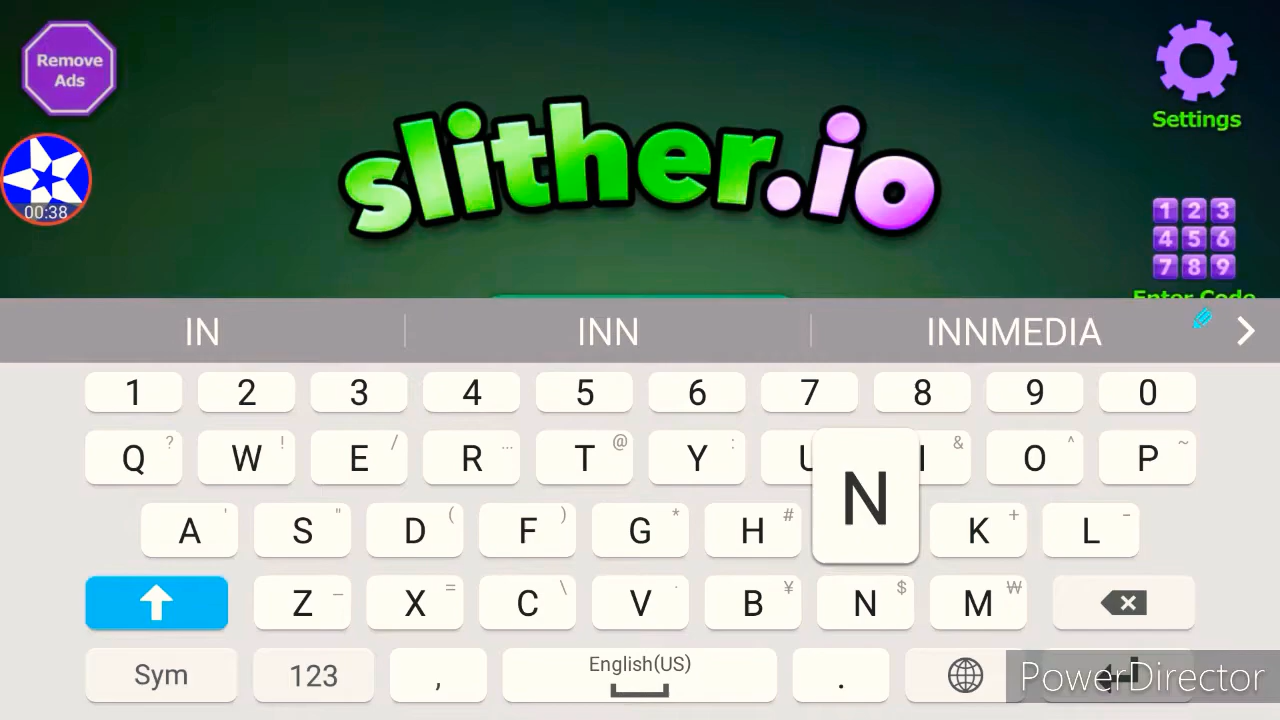 Remove
Ads
slither.io
Settings
00:38
1 2 3
4 5 6
7 8 9
Enter Code
IN INN INNMEDIA
1 2 3 4 5 6 7 8 9 0
Q ? W ! E / R ... T @ Y : U I & O ^ P ~
A ' S " D ( F ) G * H # N K + L -
Z _ X = C \ V · B ¥ N $ M ₩
Sym 123 , English(US) .
PowerDirector